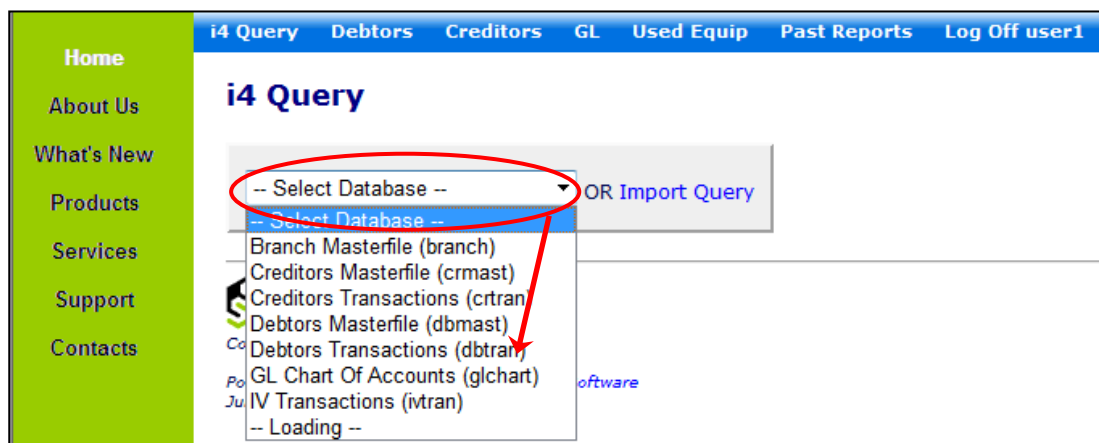 i4 Query Debtors Creditors GL Used Equip Past Reports Log Off user1
Home
About Us
What's New
Products
Services
Support
Contacts
i4 Query
-- Select Database -- OR Import Query
-- Select Database --
Branch Masterfile (branch)
Creditors Masterfile (crmast)
Creditors Transactions (crtran)
Debtors Masterfile (dbmast)
Debtors Transactions (dbtran)
GL Chart Of Accounts (glchart)
IV Transactions (ivtran)
-- Loading --